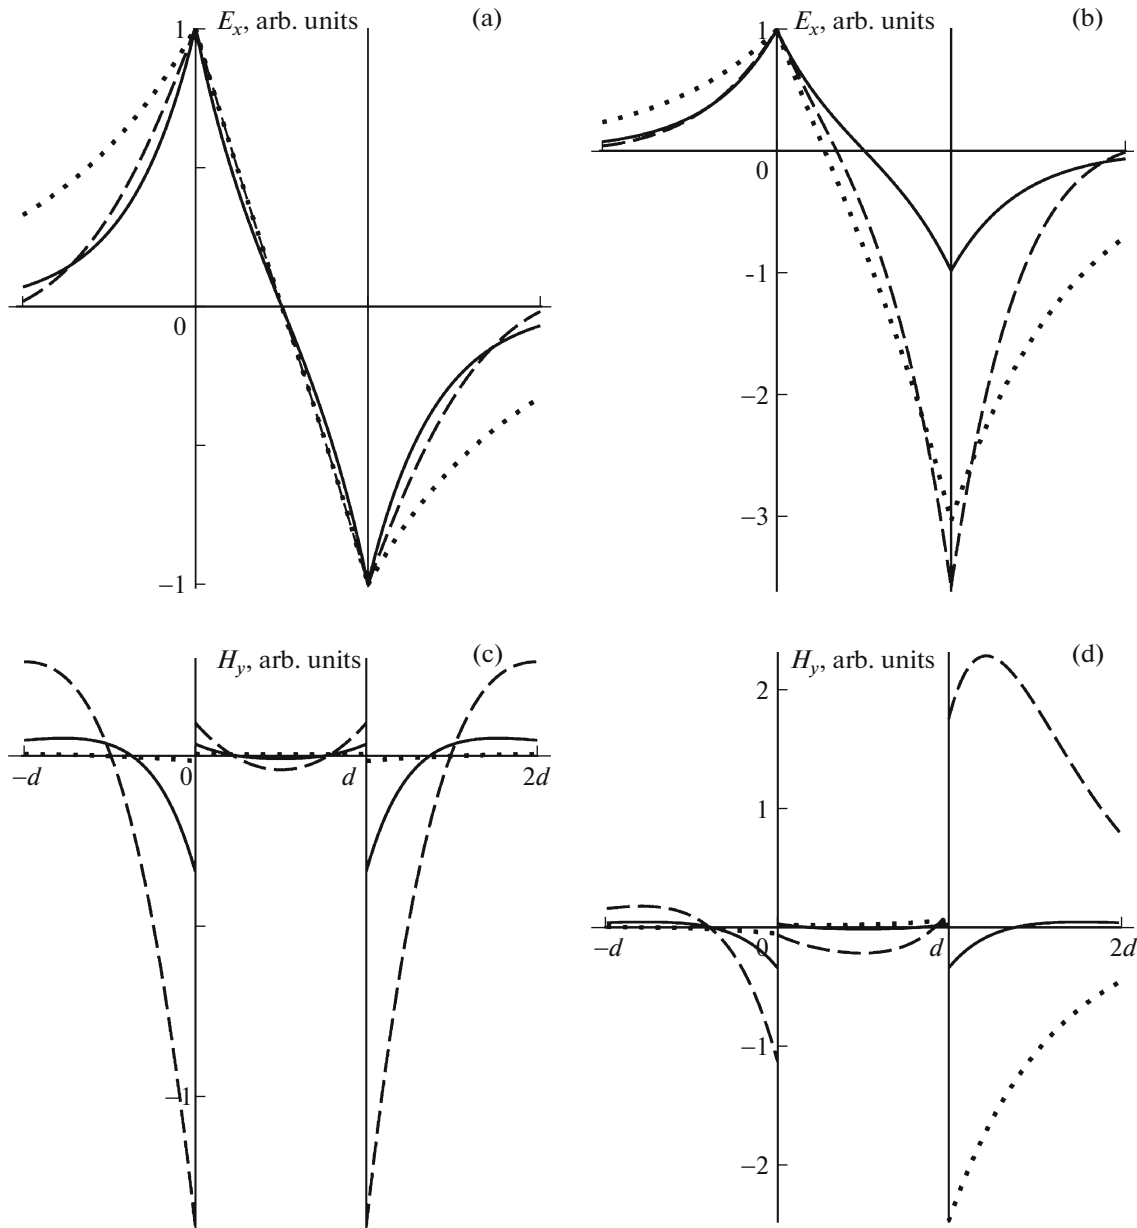 1
E_x, arb. units
(a)
0
−1
1
E_x, arb. units
(b)
0
-1
−2
−3
H_y, arb. units
(c)
−d
0
d
2d
−1
H_y, arb. units
(d)
2
1
−d
0
d
2d
−1
−2